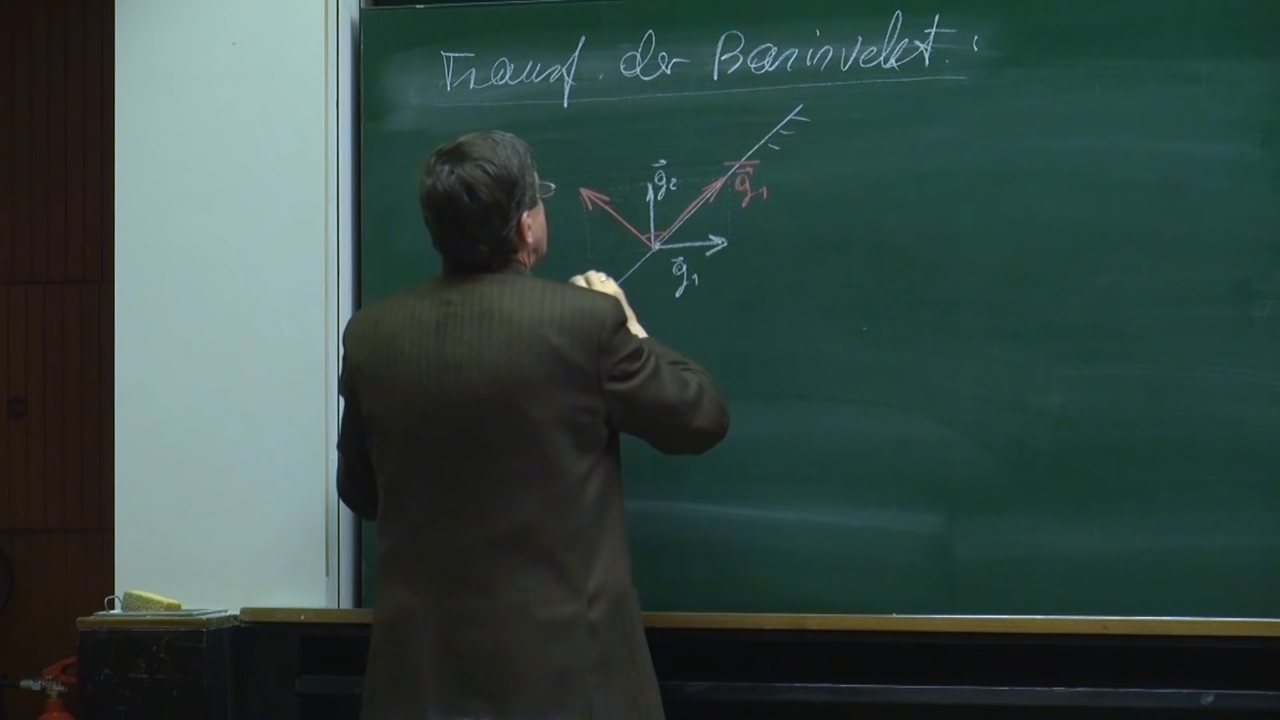 Transf. der Basisvekt.:
g⃗₂
g̅₁
g⃗₁